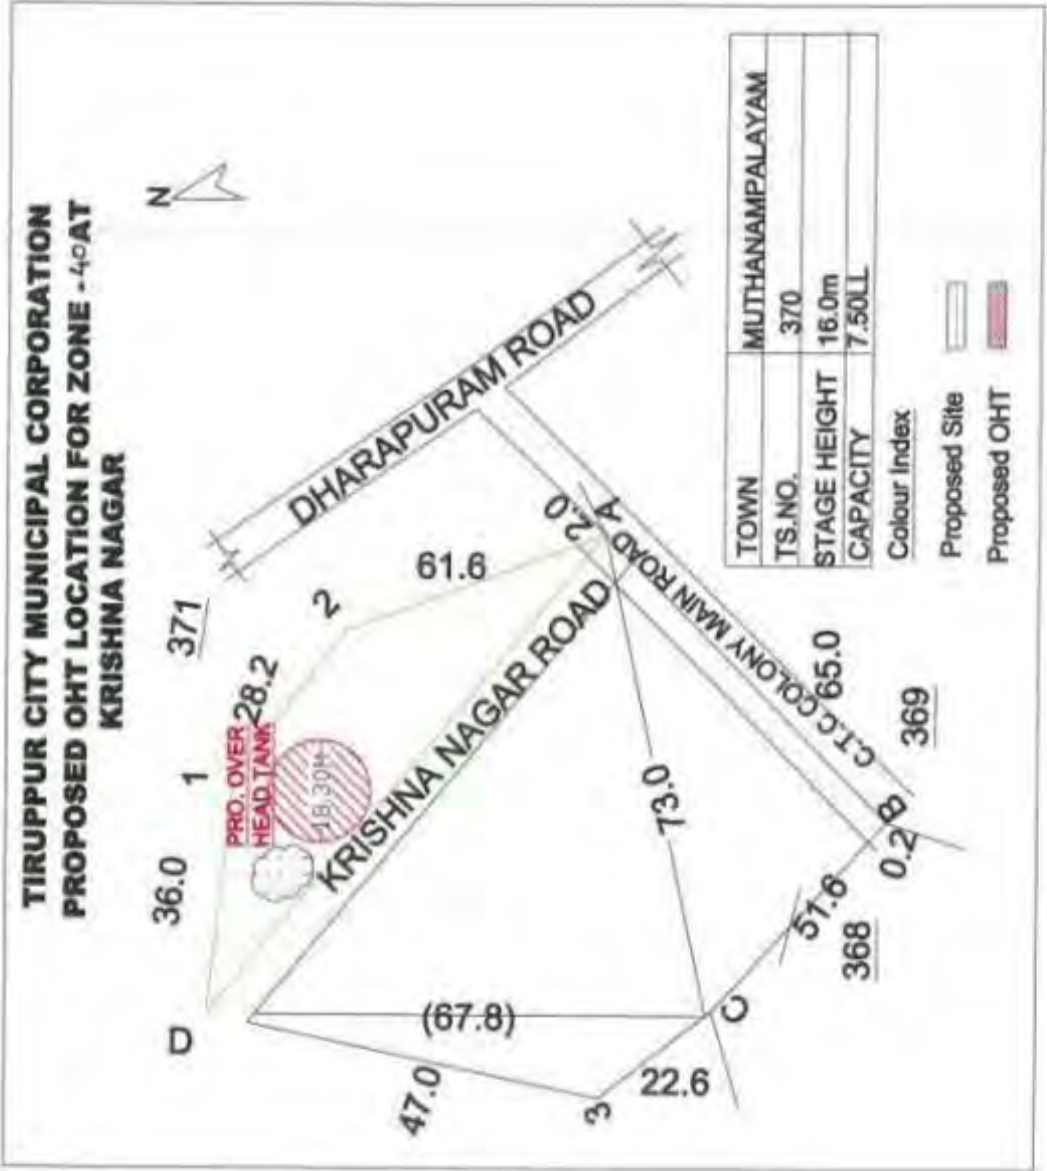 TIRUPPUR CITY MUNICIPAL CORPORATION
PROPOSED OHT LOCATION FOR ZONE -40AT
KRISHNA NAGAR
N
371
DHARAPURAM ROAD
D
36.0
1
28.2
2
61.6
2.0
PRO. OVER
HEAD TANK
18.30M
KRISHNA NAGAR ROAD
A
C.T.C. COLONY MAIN ROAD
65.0
369
B
0.2
73.0
(67.8)
47.0
3
22.6
C
51.6
368
TOWN MUTHANAMPALAYAM
TS.NO. 370
STAGE HEIGHT 16.0m
CAPACITY 7.50LL
Colour Index
Proposed Site
Proposed OHT